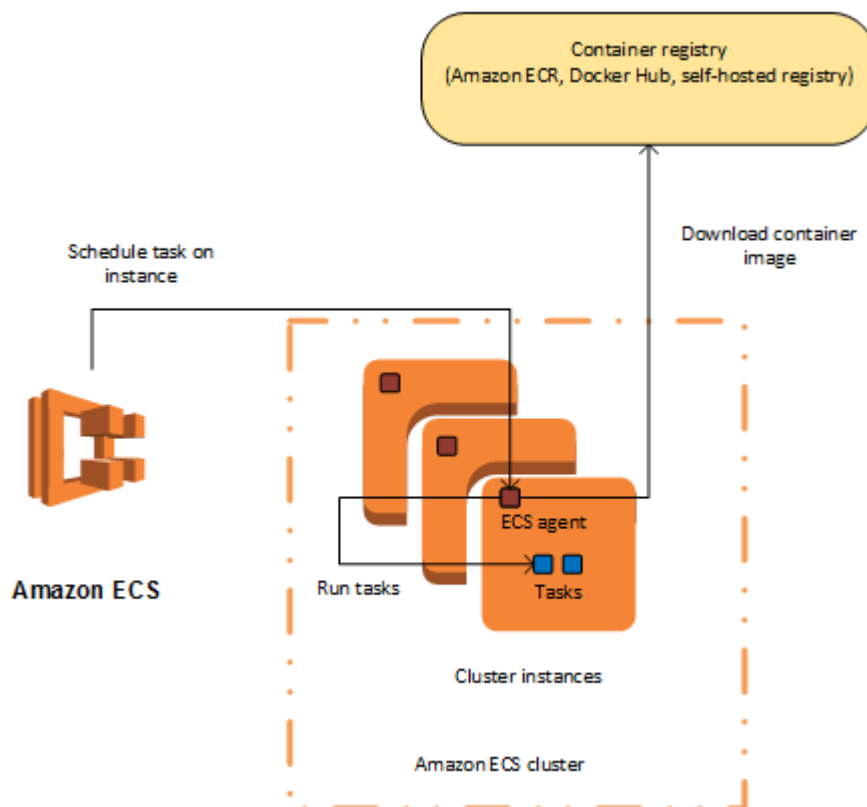 Container registry
(Amazon ECR, Docker Hub, self-hosted registry)
Schedule task on
instance
Download container
image
ECS agent
Run tasks
Tasks
Amazon ECS
Cluster instances
Amazon ECS cluster